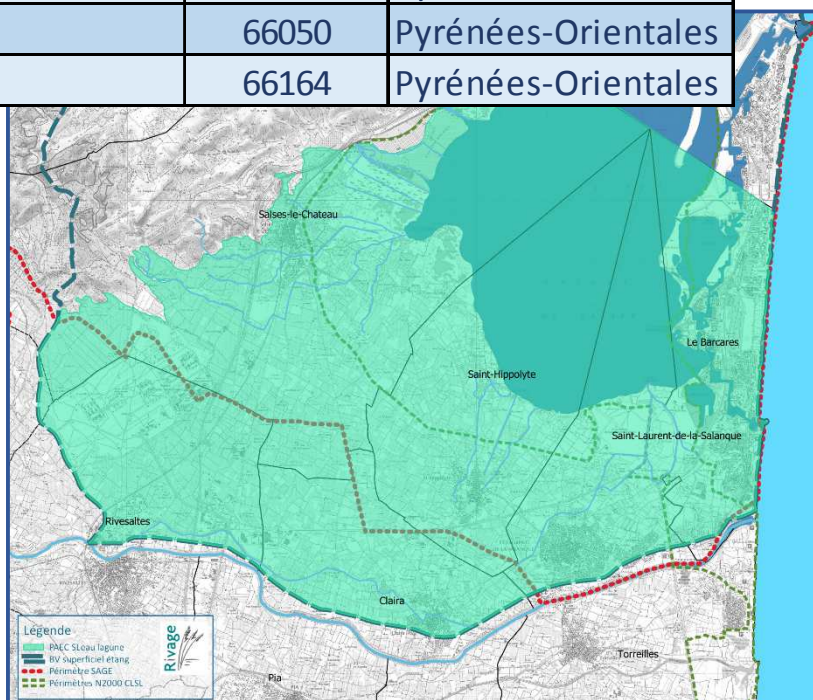 66050 Pyrénées-Orientales
66164 Pyrénées-Orientales
Salses-le-Chateau
Le Barcares
Saint-Hippolyte
Saint-Laurent-de-la-Salanque
Rivesaltes
Claira
Torreilles
Pia
Légende
PAEC SLeau lagune
BV superficiel étang
Périmètre SAGE
Périmètres N2000 CLSL
Rivage